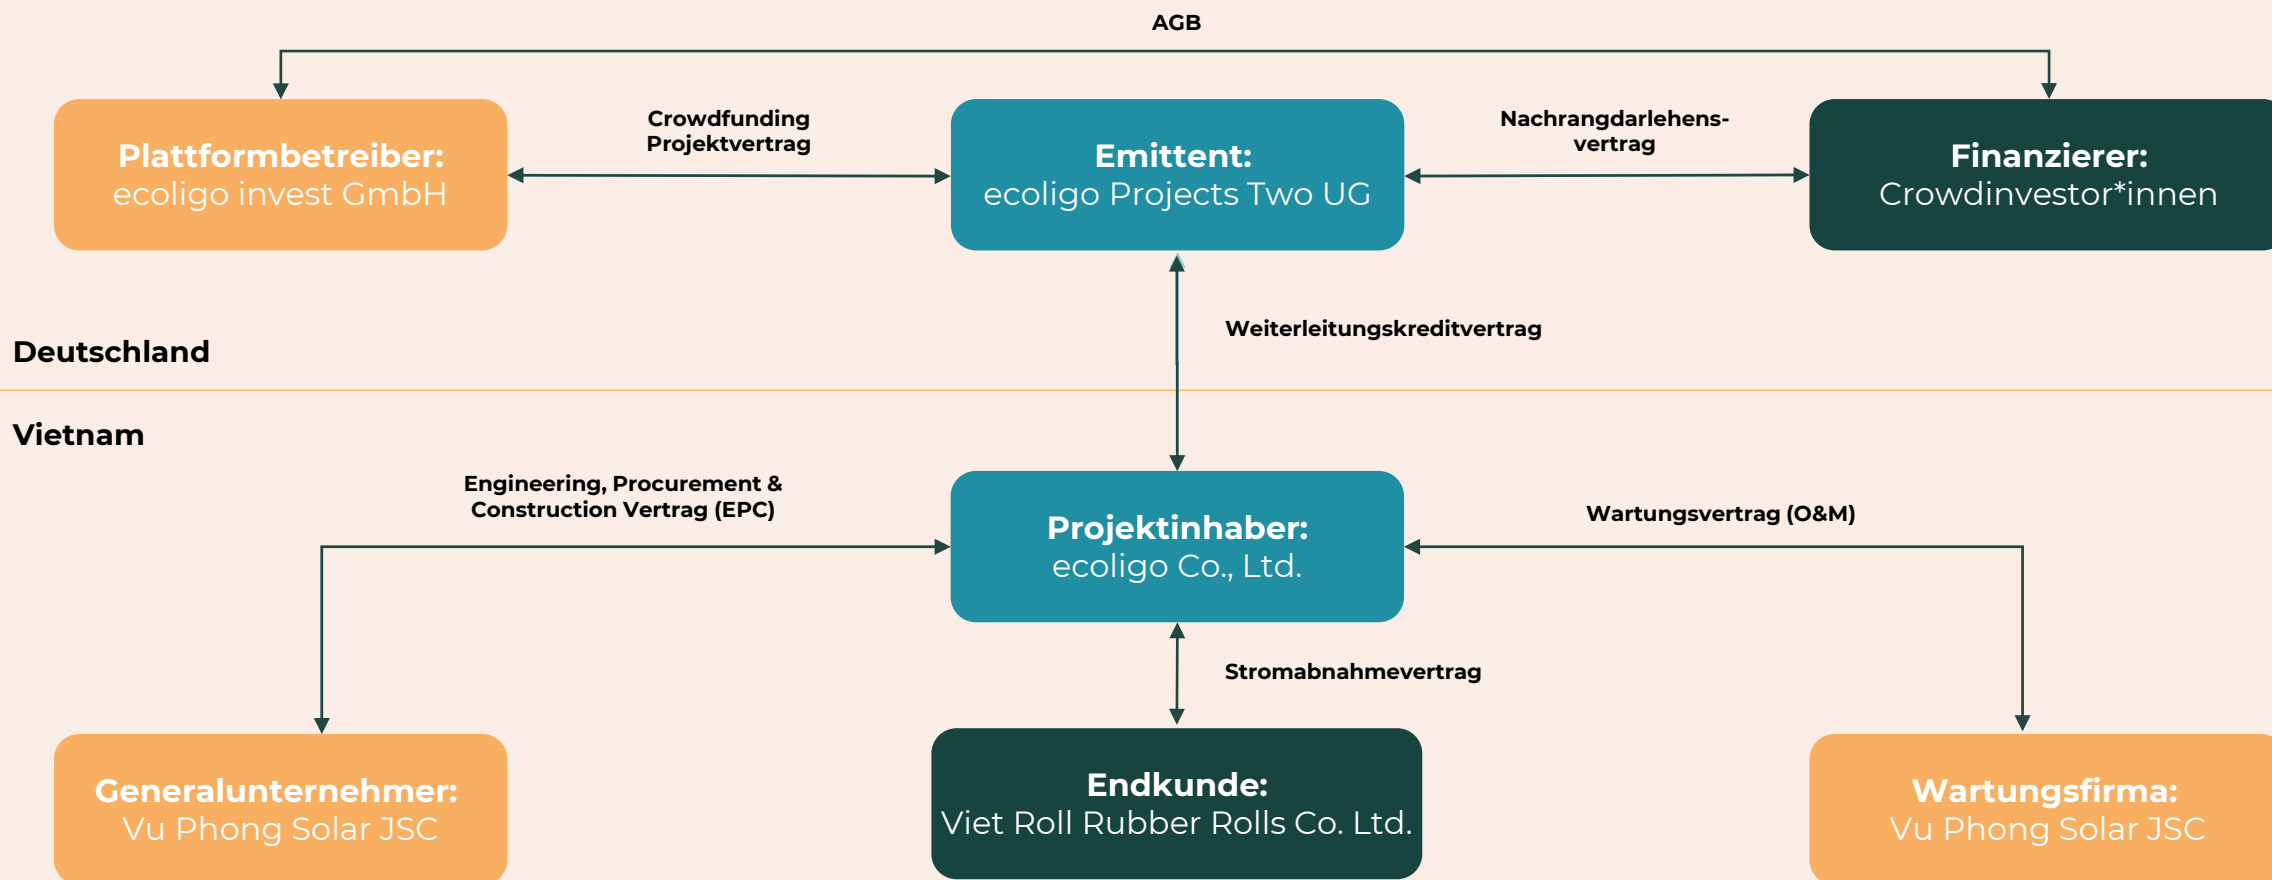 AGB
Crowdfunding
Projektvertrag
Nachrangdarlehens-
vertrag
Plattformbetreiber:
ecoligo invest GmbH
Emittent:
ecoligo Projects Two UG
Finanzierer:
Crowdinvestor*innen
Weiterleitungskreditvertrag
Deutschland
Vietnam
Engineering, Procurement &
Construction Vertrag (EPC)
Projektinhaber:
ecoligo Co., Ltd.
Wartungsvertrag (O&M)
Stromabnahmevertrag
Generalunternehmer:
Vu Phong Solar JSC
Endkunde:
Viet Roll Rubber Rolls Co. Ltd.
Wartungsfirma:
Vu Phong Solar JSC